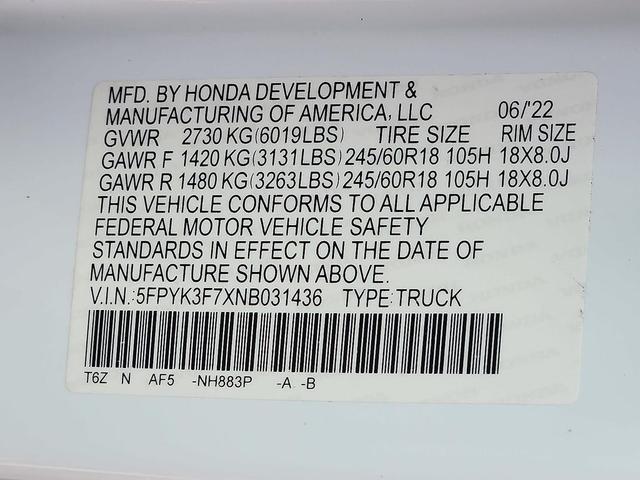 MFD. BY HONDA DEVELOPMENT &
MANUFACTURING OF AMERICA, LLC 06/'22
GVWR 2730 KG(6019LBS) TIRE SIZE RIM SIZE
GAWR F 1420 KG(3131LBS) 245/60R18 105H 18X8.0J
GAWR R 1480 KG(3263LBS) 245/60R18 105H 18X8.0J
THIS VEHICLE CONFORMS TO ALL APPLICABLE
FEDERAL MOTOR VEHICLE SAFETY
STANDARDS IN EFFECT ON THE DATE OF
MANUFACTURE SHOWN ABOVE.
V.I.N.:5FPYK3F7XNB031436 TYPE:TRUCK
T6Z N AF5 -NH883P -A -B